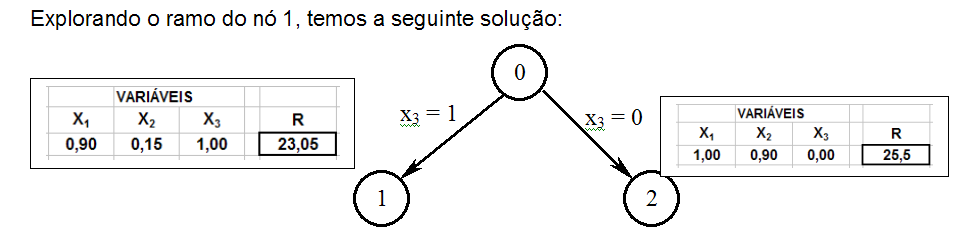 Explorando o ramo do nó 1, temos a seguinte solução:
0
VARIÁVEIS
X₁ X₂ X₃ R
0,90 0,15 1,00 23,05
x₃ = 1
x₃ = 0
VARIÁVEIS
X₁ X₂ X₃ R
1,00 0,90 0,00 25,5
1
2